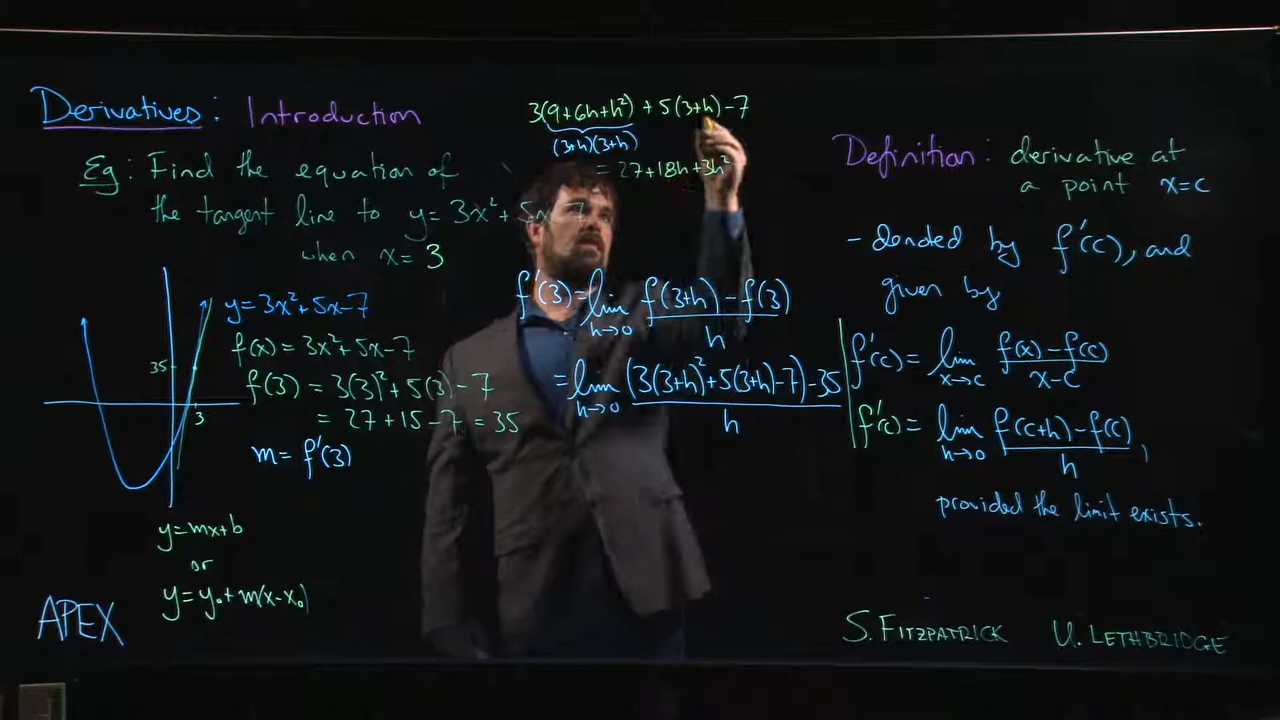 Derivatives: Introduction
Eg: Find the equation of
the tangent line to y=3x²+5x-7
when x=3
y=3x²+5x-7
f(x)=3x²+5x-7
35
f(3)=3(3)²+5(3)-7
=27+15-7=35
3
m=f'(3)
y=mx+b
or
y=y₀+m(x-x₀)
APEX
3(9+6h+h²)+5(3+h)-7
(3+h)(3+h)
=27+18h+3h²
f'(3)=lim h→0 f(3+h)-f(3) / h
=lim h→0 (3(3+h)²+5(3+h)-7)-35 / h
Definition: derivative at
a point x=c
- denoted by f'(c), and
given by
f'(c)= lim x→c f(x)-f(c) / x-c
f'(c)= lim h→0 f(c+h)-f(c) / h ,
provided the limit exists.
S. FITZPATRICK U. LETHBRIDGE